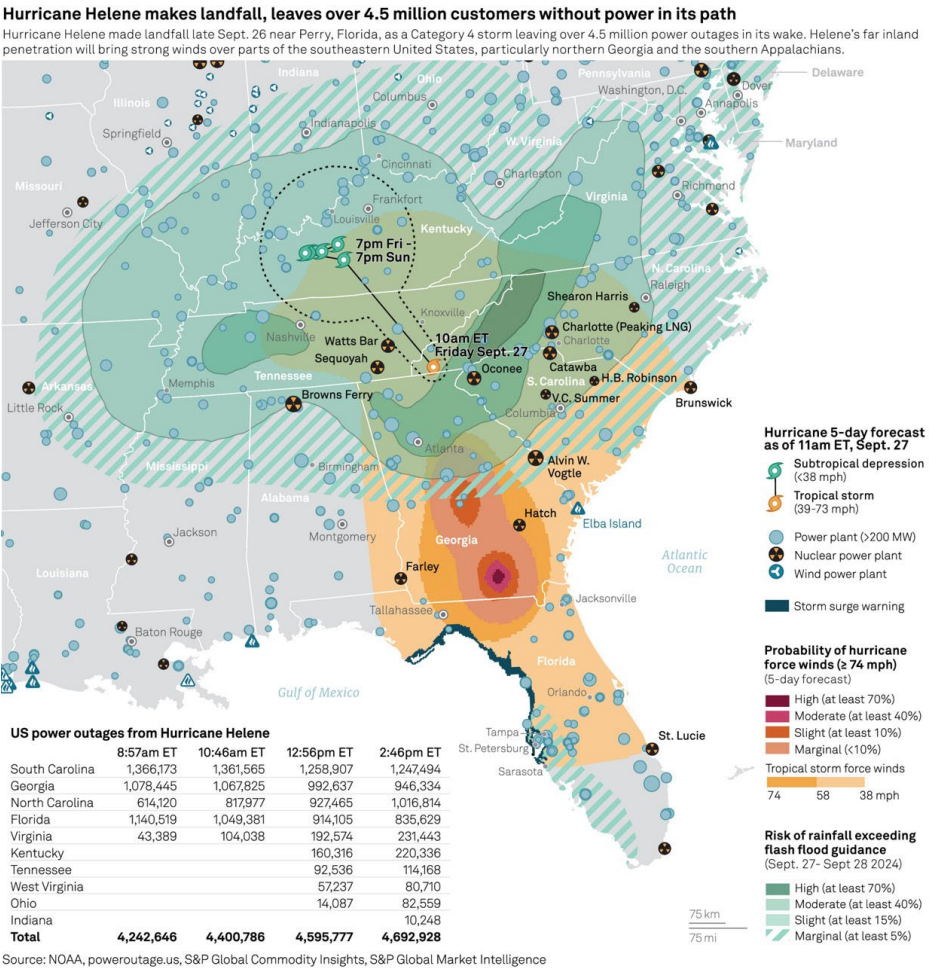 Hurricane Helene makes landfall, leaves over 4.5 million customers without power in its path
Hurricane Helene made landfall late Sept. 26 near Perry, Florida, as a Category 4 storm leaving over 4.5 million power outages in its wake. Helene's far inland
penetration will bring strong winds over parts of the southeastern United States, particularly northern Georgia and the southern Appalachians.
Indiana
Ohio
Pennsylvania
Delaware
Washington, D.C.
Dover
Illinois
Columbus
Annapolis
Springfield
Indianapolis
W. Virginia
Maryland
Cincinnati
Charleston
Missouri
Frankfort
Virginia
Richmond
Jefferson City
Louisville
Kentucky
7pm Fri -
7pm Sun
N. Carolina
Raleigh
Shearon Harris
Knoxville
Charlotte (Peaking LNG)
Nashville
10am ET
Friday Sept. 27
Charlotte
Watts Bar
Sequoyah
Oconee
Catawba
Arkansas
Tennessee
Memphis
S. Carolina
H.B. Robinson
Browns Ferry
V.C. Summer
Brunswick
Little Rock
Columbia
Atlanta
Mississippi
Birmingham
Alvin W.
Vogtle
Alabama
Hatch
Elba Island
Jackson
Montgomery
Georgia
Atlantic
Ocean
Louisiana
Farley
Tallahassee
Jacksonville
Baton Rouge
Florida
Gulf of Mexico
Orlando
Tampa
St. Petersburg
St. Lucie
Sarasota
75 km
75 mi
Hurricane 5-day forecast
as of 11am ET, Sept. 27
Subtropical depression
(<38 mph)
Tropical storm
(39-73 mph)
Power plant (>200 MW)
Nuclear power plant
Wind power plant
Storm surge warning
Probability of hurricane
force winds (≥ 74 mph)
(5-day forecast)
High (at least 70%)
Moderate (at least 40%)
Slight (at least 10%)
Marginal (<10%)
Tropical storm force winds
74 58 38 mph
Risk of rainfall exceeding
flash flood guidance
(Sept. 27- Sept 28 2024)
High (at least 70%)
Moderate (at least 40%)
Slight (at least 15%)
Marginal (at least 5%)
US power outages from Hurricane Helene
8:57am ET 10:46am ET 12:56pm ET 2:46pm ET
South Carolina 1,366,173 1,361,565 1,258,907 1,247,494
Georgia 1,078,445 1,067,825 992,637 946,334
North Carolina 614,120 817,977 927,465 1,016,814
Florida 1,140,519 1,049,381 914,105 835,629
Virginia 43,389 104,038 192,574 231,443
Kentucky 160,316 220,336
Tennessee 92,536 114,168
West Virginia 57,237 80,710
Ohio 14,087 82,559
Indiana 10,248
Total 4,242,646 4,400,786 4,595,777 4,692,928
Source: NOAA, poweroutage.us, S&P Global Commodity Insights, S&P Global Market Intelligence